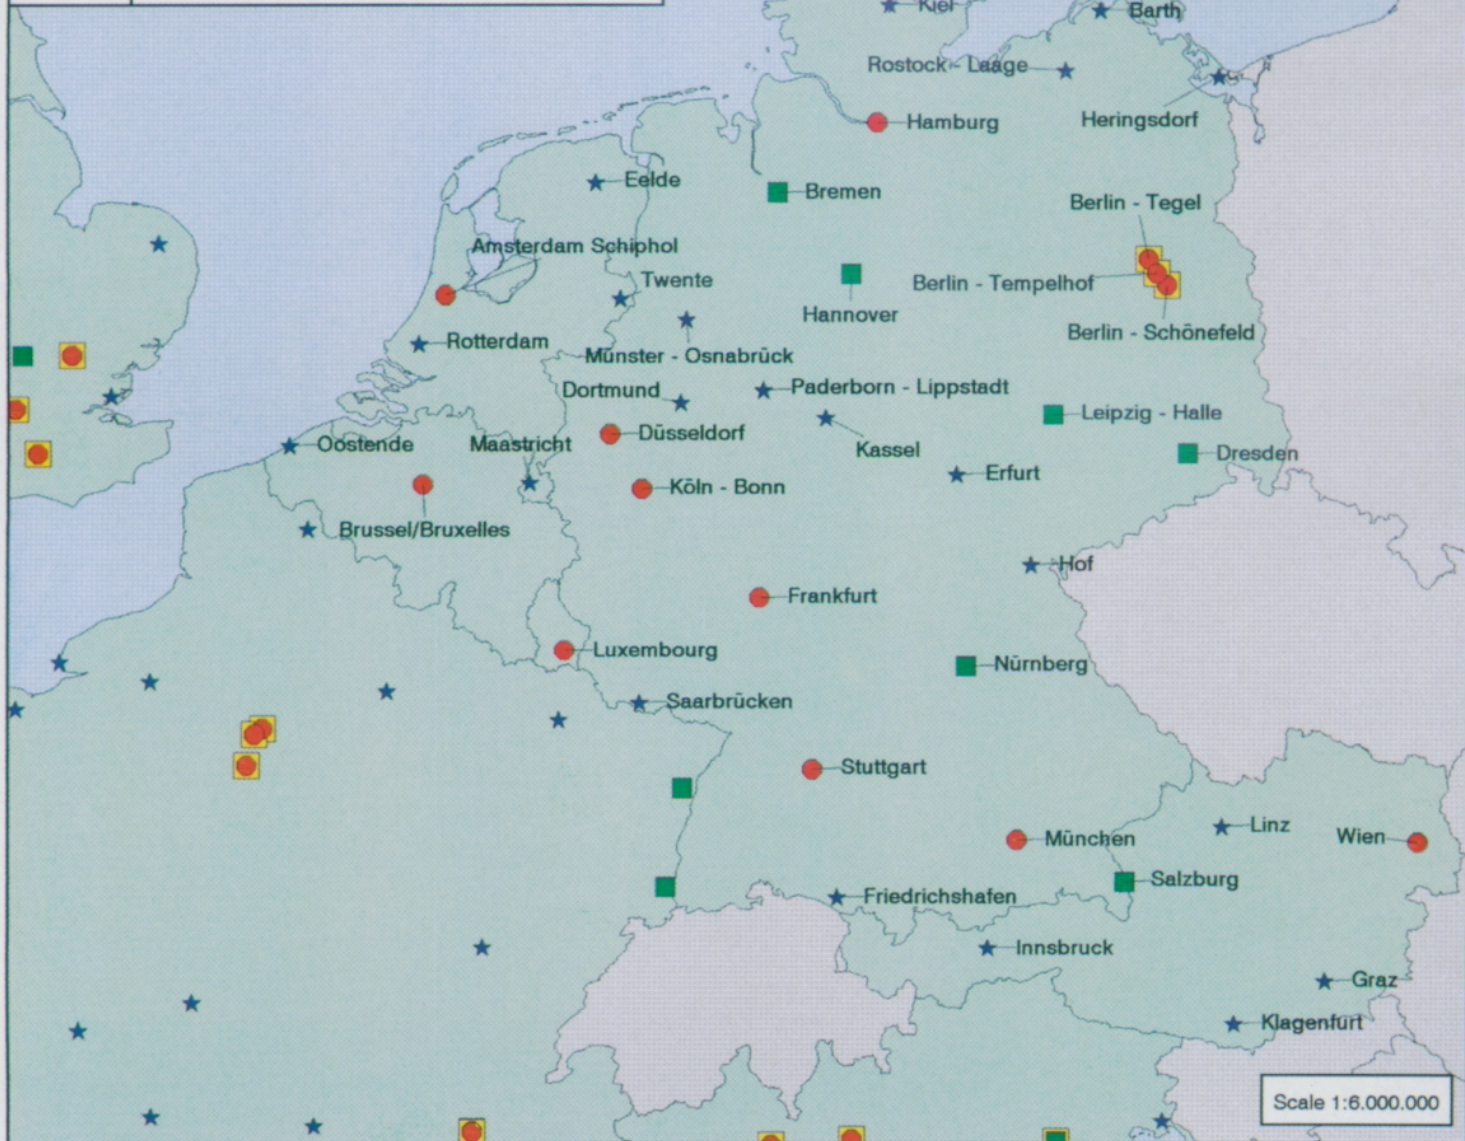 Kiel
Barth
Rostock - Laage
Heringsdorf
Hamburg
Eelde
Bremen
Berlin - Tegel
Amsterdam Schiphol
Twente
Berlin - Tempelhof
Hannover
Berlin - Schönefeld
Rotterdam
Münster - Osnabrück
Dortmund
Paderborn - Lippstadt
Leipzig - Halle
Düsseldorf
Oostende
Maastricht
Kassel
Dresden
Erfurt
Köln - Bonn
Brussel/Bruxelles
Hof
Frankfurt
Luxembourg
Nürnberg
Saarbrücken
Stuttgart
Linz
Wien
München
Salzburg
Friedrichshafen
Innsbruck
Graz
Klagenfurt
Scale 1:6.000.000